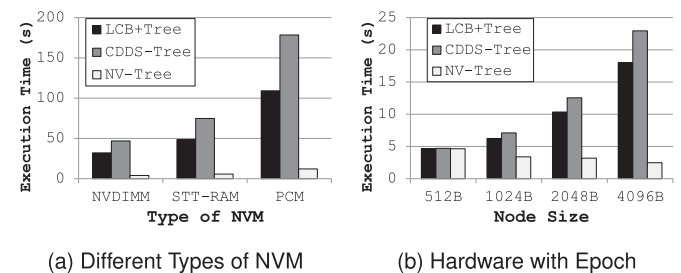 Execution Time (s)
200
150
100
50
0
LCB+Tree
CDDS-Tree
NV-Tree
NVDIMM STT-RAM PCM
Type of NVM
(a) Different Types of NVM
Execution Time (s)
25
20
15
10
5
0
LCB+Tree
CDDS-Tree
NV-Tree
512B 1024B 2048B 4096B
Node Size
(b) Hardware with Epoch